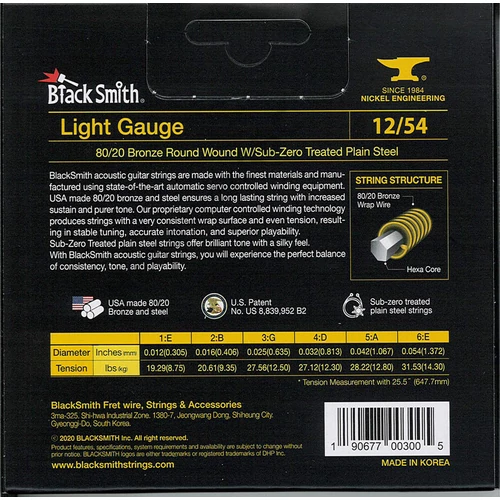 Black Smith®
SINCE 1984
NICKEL ENGINEERING
Light Gauge
12/54
80/20 Bronze Round Wound W/Sub-Zero Treated Plain Steel
BlackSmith acoustic guitar strings are made with the finest materials and manu-
factured using state-of-the-art automatic servo controlled winding equipment.
USA made 80/20 bronze and steel ensures a long lasting string with increased
sustain and purer tone. Our proprietary computer controlled winding technology
produces strings with a very consistent wrap surface and even tension, result-
ing in stable tuning, accurate intonation, and superior playability.
Sub-Zero Treated plain steel strings offer brilliant tone with a silky feel.
With BlackSmith acoustic guitar strings, you will experience the perfect balance
of consistency, tone, and playability.
STRING STRUCTURE
80/20 Bronze
Wrap Wire
Hexa Core
USA made 80/20
Bronze and steel
U.S. Patent
No. US 8,839,952 B2
Sub-zero treated
plain steel strings
1:E 2:B 3:G 4:D 5:A 6:E
Diameter Inches(mm) 0.012(0.305) 0.016(0.406) 0.025(0.635) 0.032(0.813) 0.042(1.067) 0.054(1.372)
Tension lbs(kg) 19.29(8.75) 20.61(9.35) 27.56(12.50) 27.12(12.30) 28.22(12.80) 31.53(14.30)
* Tension Measurement with 25.5" (647.7mm)
BlackSmith Fret wire, Strings & Accessories
3ma-325. Shi-hwa Industrial Zone. 1380-7, Jeongwang Dong, Shiheung City.
Gyeonggi-Do, South Korea.
ⓒ 2020 BLACKSMITH Inc. All right reserved.
Product features, specifications, system requirements and availability are subject to change without
prior notice. BlackSmith logos are either trademarks or registered trademarks of DHP Inc.
www.blacksmithstrings.com
1 90677 00300 5
MADE IN KOREA